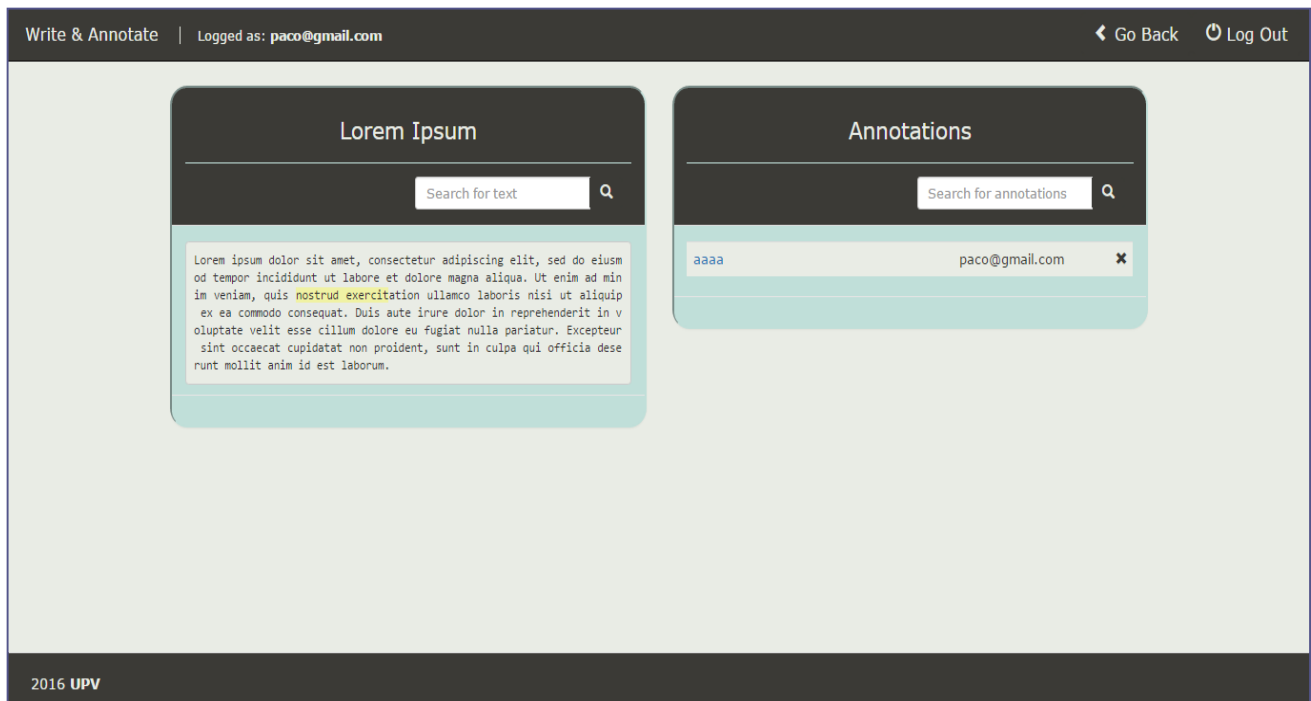 Write & Annotate | Logged as: paco@gmail.com Go Back Log Out
Lorem Ipsum
Search for text
Lorem ipsum dolor sit amet, consectetur adipiscing elit, sed do eiusm
od tempor incididunt ut labore et dolore magna aliqua. Ut enim ad min
im veniam, quis nostrud exercitation ullamco laboris nisi ut aliquip
ex ea commodo consequat. Duis aute irure dolor in reprehenderit in v
oluptate velit esse cillum dolore eu fugiat nulla pariatur. Excepteur
sint occaecat cupidatat non proident, sunt in culpa qui officia dese
runt mollit anim id est laborum.
Annotations
Search for annotations
aaaa paco@gmail.com
2016 UPV